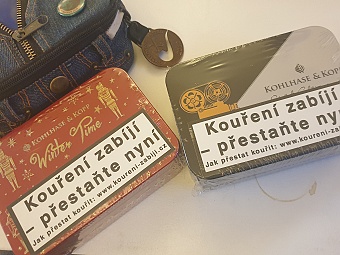 KOHLHASE & KOPP
Winter Time
Kouření zabíjí
– přestaňte nyní
Jak přestat kouřit: www.koureni-zabiji.cz
KOHLHASE & KOPP
Kouření zabíjí
– přestaňte nyní
Jak přestat kouřit: www.koureni-zabiji.cz